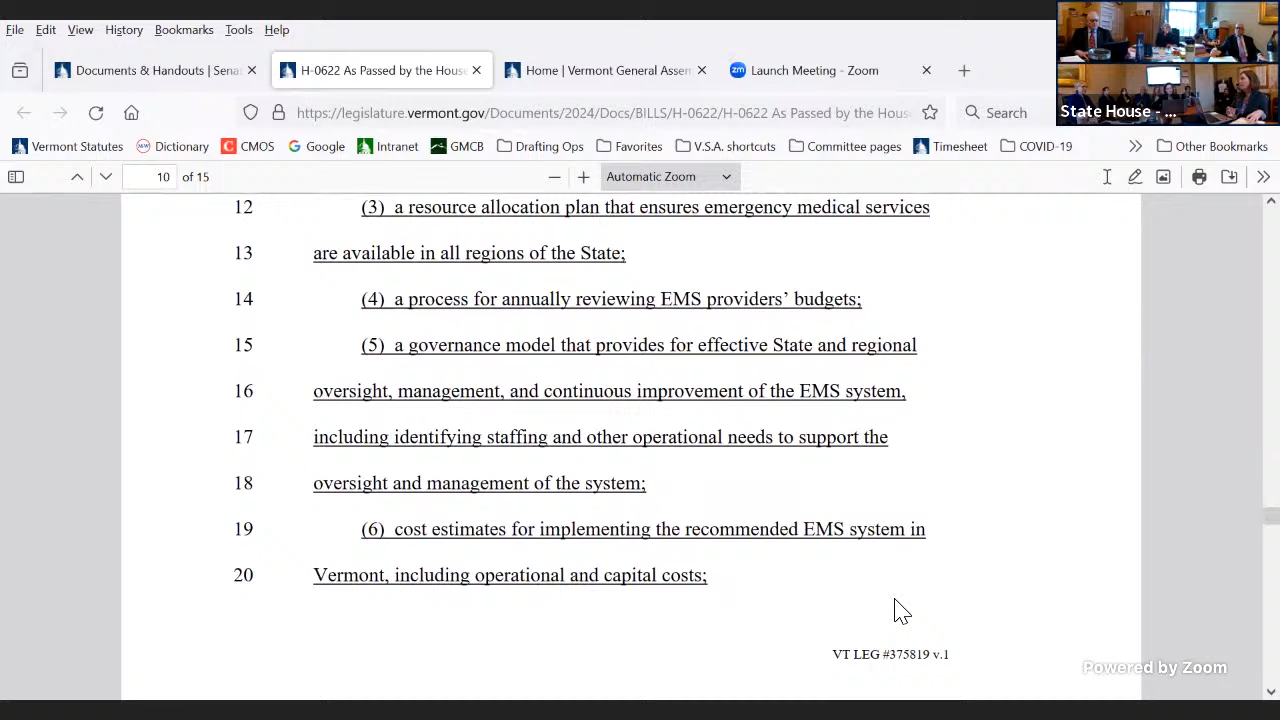 File Edit View History Bookmarks Tools Help
Documents & Handouts | Sena
H-0622 As Passed by the House
Home | Vermont General Assem
Launch Meeting - Zoom
https://legislature.vermont.gov/Documents/2024/Docs/BILLS/H-0622/H-0622 As Passed by the Hous
Search
State House - ...
Vermont Statutes Dictionary CMOS Google Intranet GMCB Drafting Ops Favorites V.S.A. shortcuts Committee pages Timesheet COVID-19 Other Bookmarks
10 of 15 Automatic Zoom
12 (3) a resource allocation plan that ensures emergency medical services
13 are available in all regions of the State;
14 (4) a process for annually reviewing EMS providers’ budgets;
15 (5) a governance model that provides for effective State and regional
16 oversight, management, and continuous improvement of the EMS system,
17 including identifying staffing and other operational needs to support the
18 oversight and management of the system;
19 (6) cost estimates for implementing the recommended EMS system in
20 Vermont, including operational and capital costs;
VT LEG #375819 v.1
Powered by Zoom